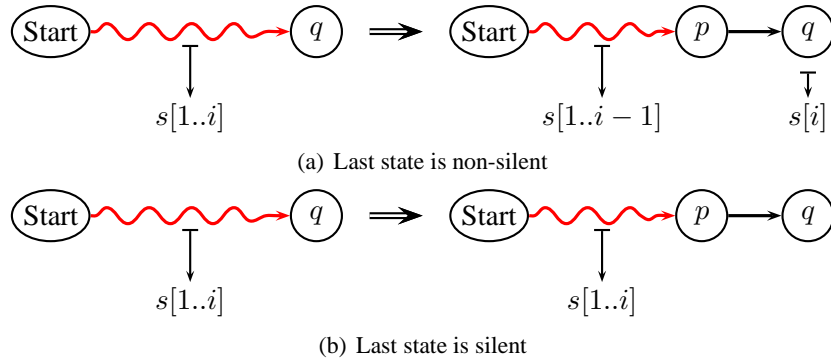 Start q ⟹ Start p q
s[1..i] s[1..i − 1] s[i]
(a) Last state is non-silent
Start q ⟹ Start p q
s[1..i] s[1..i]
(b) Last state is silent